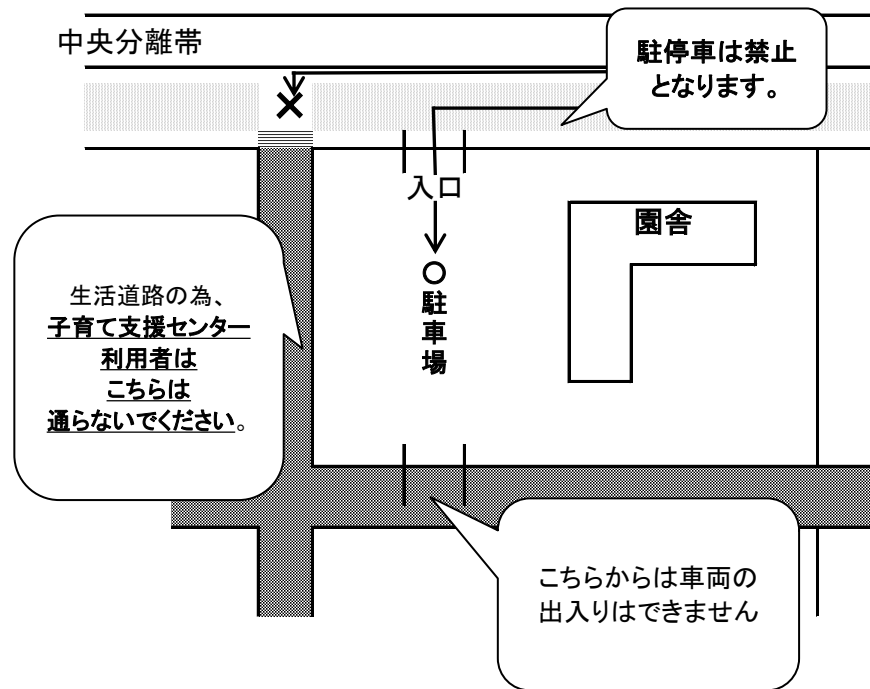 中央分離帯
駐停車は禁止
となります。
入口
園舎
駐車場
生活道路の為、
子育て支援センター
利用者は
こちらは
通らないでください。
こちらからは車両の
出入りはできません